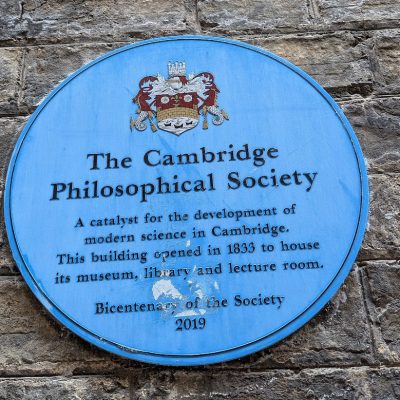 The Cambridge
Philosophical Society
A catalyst for the development of
modern science in Cambridge.
This building opened in 1833 to house
its museum, library and lecture room.
Bicentenary of the Society
2019